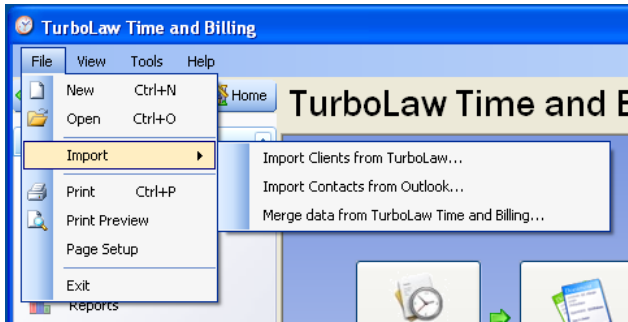 TurboLaw Time and Billing
File View Tools Help
New Ctrl+N
Home
TurboLaw Time and
Open Ctrl+O
Import
Import Clients from TurboLaw...
Import Contacts from Outlook...
Print Ctrl+P
Merge data from TurboLaw Time and Billing...
Print Preview
Page Setup
Exit
Reports